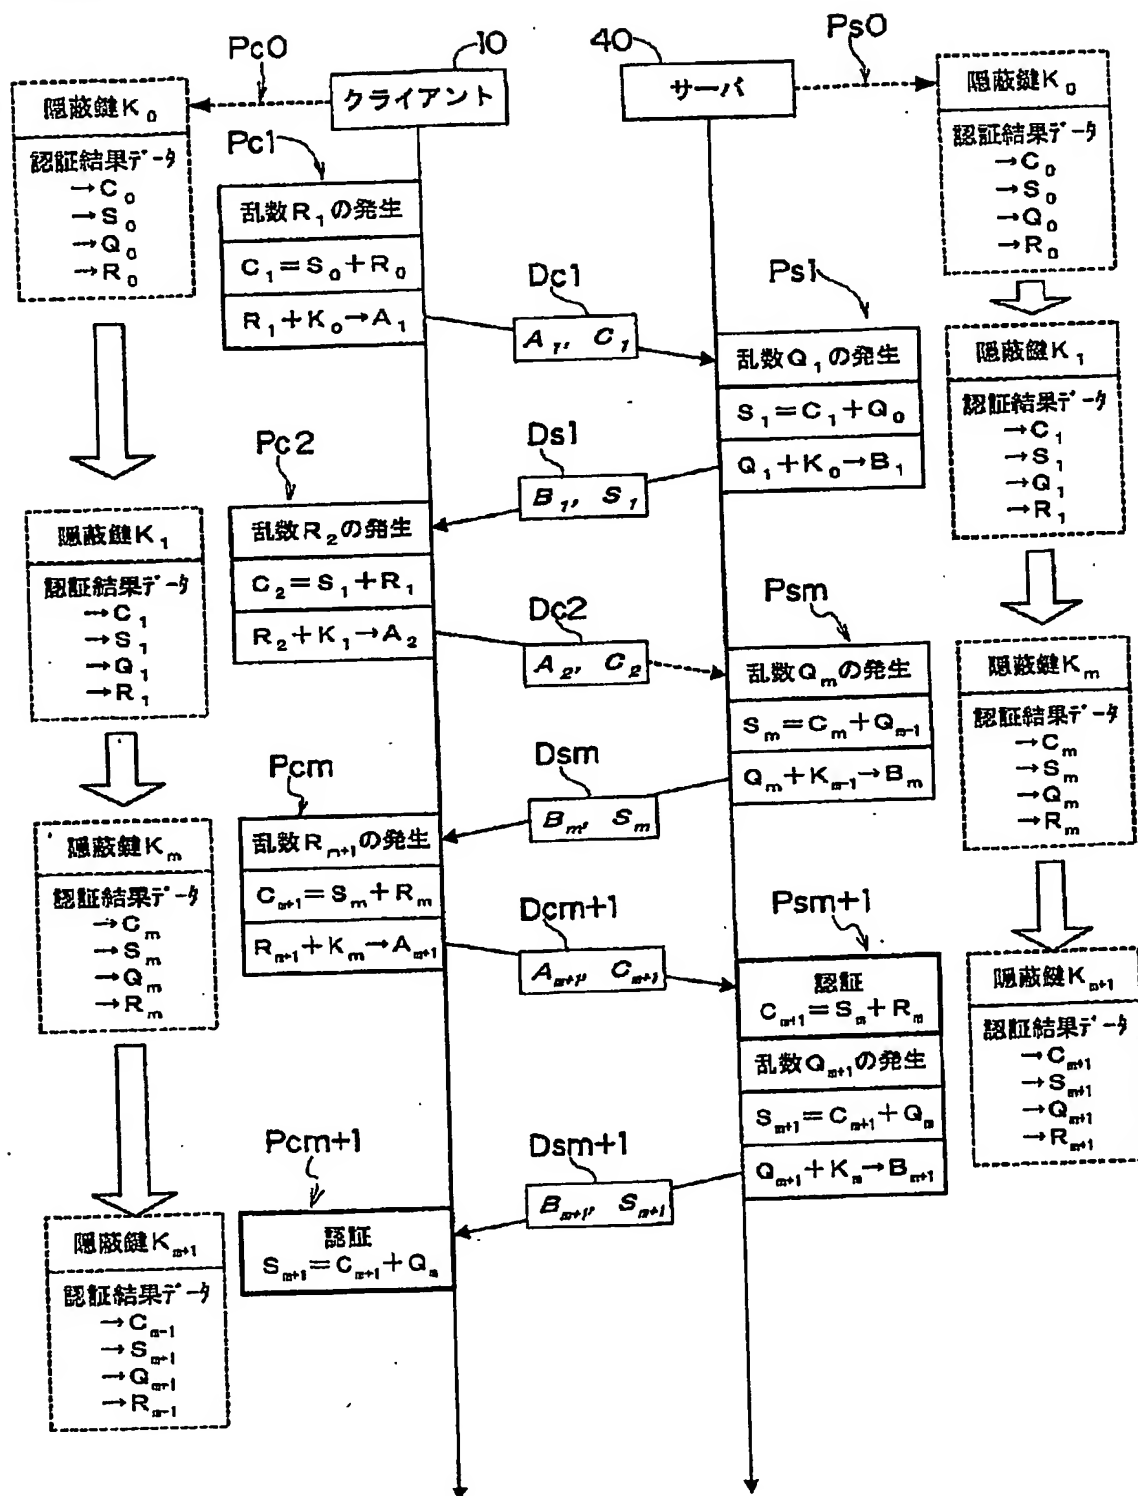 Pc0
10
40
Ps0
クライアント
サーバ
隠蔽鍵K₀
認証結果データ
→C₀
→S₀
→Q₀
→R₀
隠蔽鍵K₀
認証結果データ
→C₀
→S₀
→Q₀
→R₀
Pc1
乱数R₁の発生
C₁=S₀+R₀
R₁+K₀→A₁
Dc1
A₁, C₁
Ps1
乱数Q₁の発生
S₁=C₁+Q₀
Q₁+K₀→B₁
隠蔽鍵K₁
認証結果データ
→C₁
→S₁
→Q₁
→R₁
Ds1
B₁, S₁
Pc2
乱数R₂の発生
C₂=S₁+R₁
R₂+K₁→A₂
隠蔽鍵K₁
認証結果データ
→C₁
→S₁
→Q₁
→R₁
Dc2
A₂, C₂
Psm
乱数Qₘの発生
Sₘ=Cₘ+Qₘ₋₁
Qₘ+Kₘ₋₁→Bₘ
隠蔽鍵Kₘ
認証結果データ
→Cₘ
→Sₘ
→Qₘ
→Rₘ
Dsm
Bₘ, Sₘ
Pcm
乱数Rₘ₊₁の発生
Cₘ₊₁=Sₘ+Rₘ
Rₘ₊₁+Kₘ→Aₘ₊₁
隠蔽鍵Kₘ
認証結果データ
→Cₘ
→Sₘ
→Qₘ
→Rₘ
Dcm+1
Aₘ₊₁, Cₘ₊₁
Psm+1
認証
Cₘ₊₁=Sₘ+Rₘ
乱数Qₘ₊₁の発生
Sₘ₊₁=Cₘ₊₁+Qₘ
Qₘ₊₁+Kₘ→Bₘ₊₁
隠蔽鍵Kₘ₊₁
認証結果データ
→Cₘ₊₁
→Sₘ₊₁
→Qₘ₊₁
→Rₘ₊₁
Dsm+1
Bₘ₊₁, Sₘ₊₁
Pcm+1
認証
Sₘ₊₁=Cₘ₊₁+Qₘ
隠蔽鍵Kₘ₊₁
認証結果データ
→Cₘ₋₁
→Sₘ₊₁
→Qₘ₊₁
→Rₘ₋₁